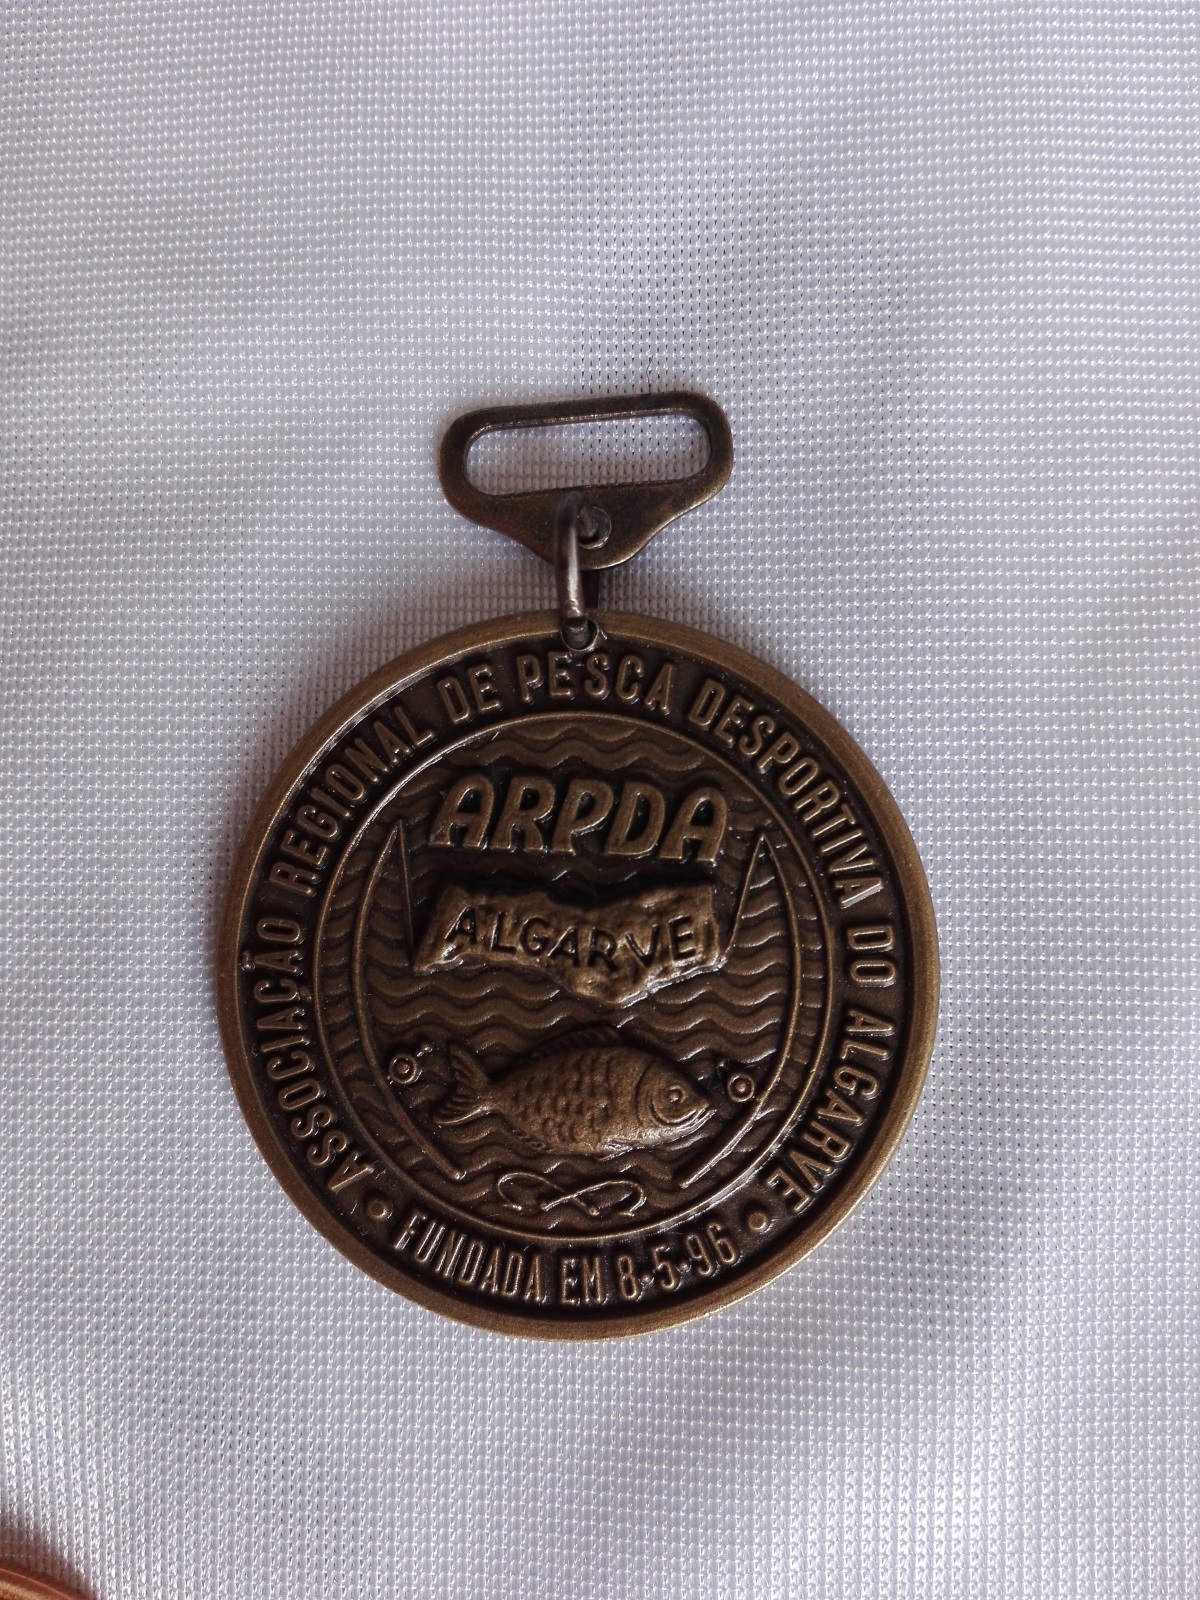 ASSOCIAÇÃO REGIONAL DE PESCA DESPORTIVA DO ALGARVE
ARPDA
ALGARVE
• FUNDADA EM 8•5•96 •